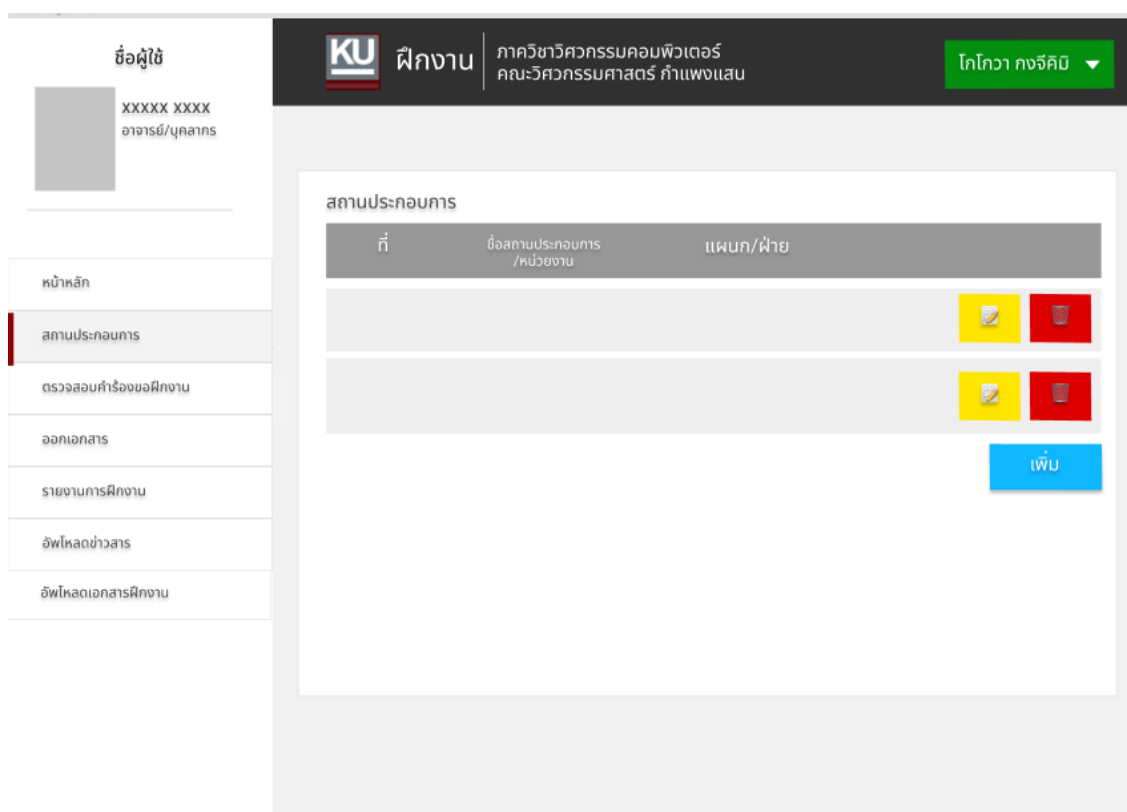 ชื่อผู้ใช้
xxxxx xxxx
อาจารย์/บุคลากร
หน้าหลัก
สถานประกอบการ
ตรวจสอบคำร้องขอฝึกงาน
ออกเอกสาร
รายงานการฝึกงาน
อัพโหลดข่าวสาร
อัพโหลดเอกสารฝึกงาน
KU
ฝึกงาน
ภาควิชาวิศวกรรมคอมพิวเตอร์
คณะวิศวกรรมศาสตร์ กำแพงแสน
โกโกวา กงจีคิมิ
สถานประกอบการ
ที่
ชื่อสถานประกอบการ
/หน่วยงาน
แผนก/ฝ่าย
เพิ่ม